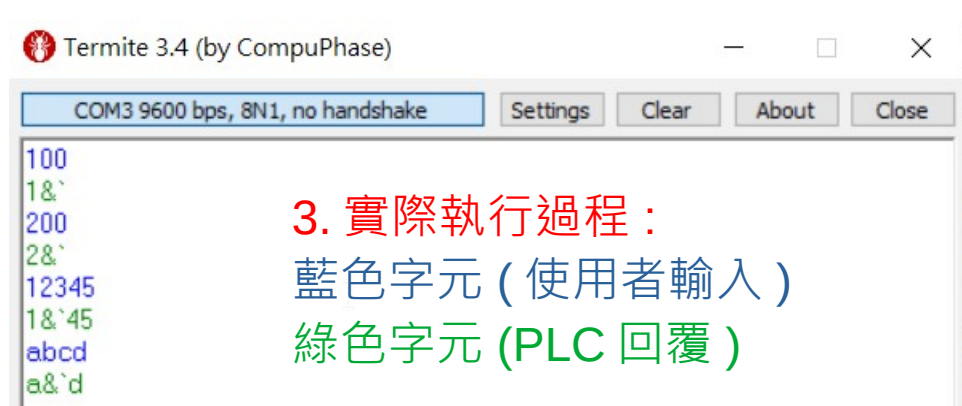 Termite 3.4 (by CompuPhase)
COM3 9600 bps, 8N1, no handshake Settings Clear About Close
100
1&`
200
2&`
12345
1&`45
abcd
a&`d
3. 實際執行過程 :
藍色字元 ( 使用者輸入 )
綠色字元 (PLC 回覆 )